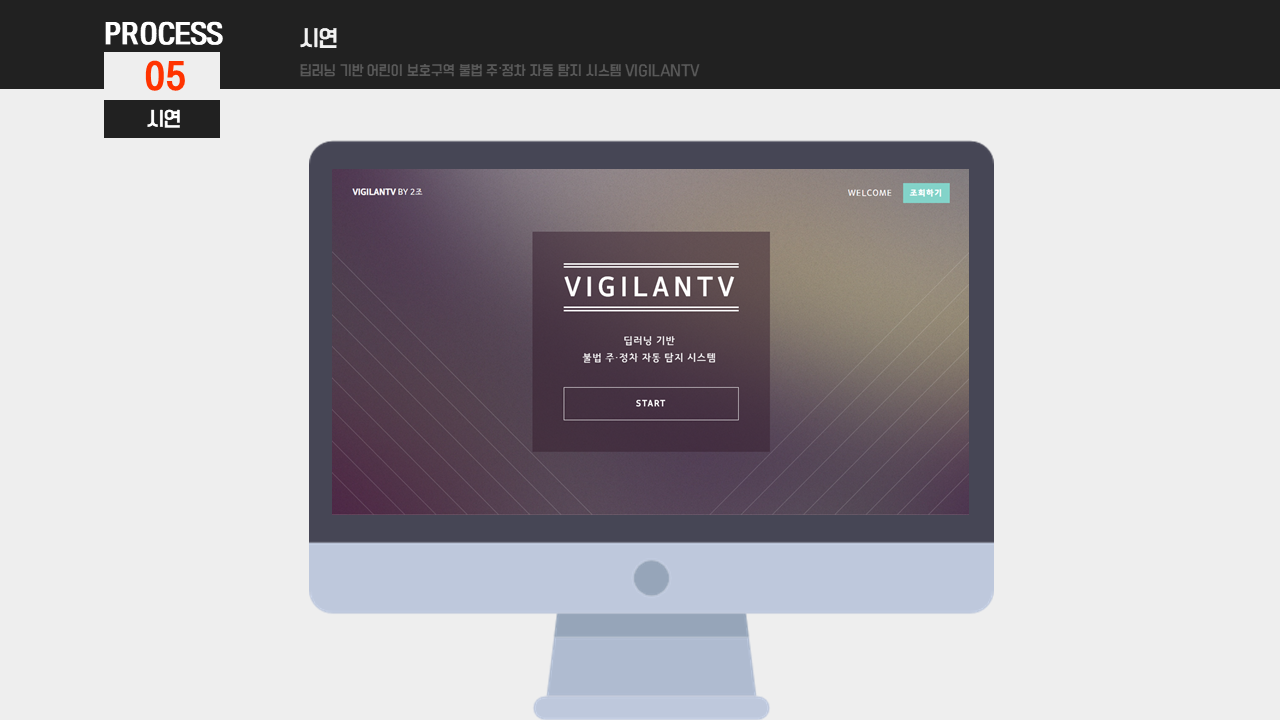 PROCESS
05
시연
시연
딥러닝 기반 어린이 보호구역 불법 주·정차 자동 탐지 시스템 VIGILANTV
VIGILANTV BY 2조
WELCOME
조회하기
VIGILANTV
딥러닝 기반
불법 주·정차 자동 탐지 시스템
START